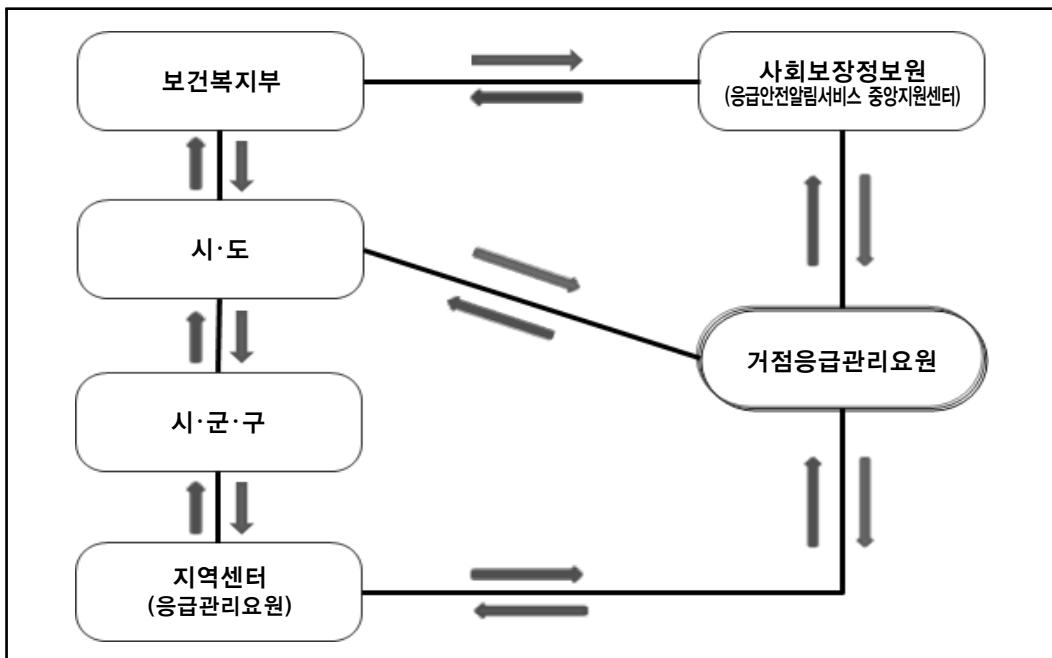 보건복지부
사회보장정보원
(응급안전알림서비스 중앙지원센터)
시·도
거점응급관리요원
시·군·구
지역센터
(응급관리요원)